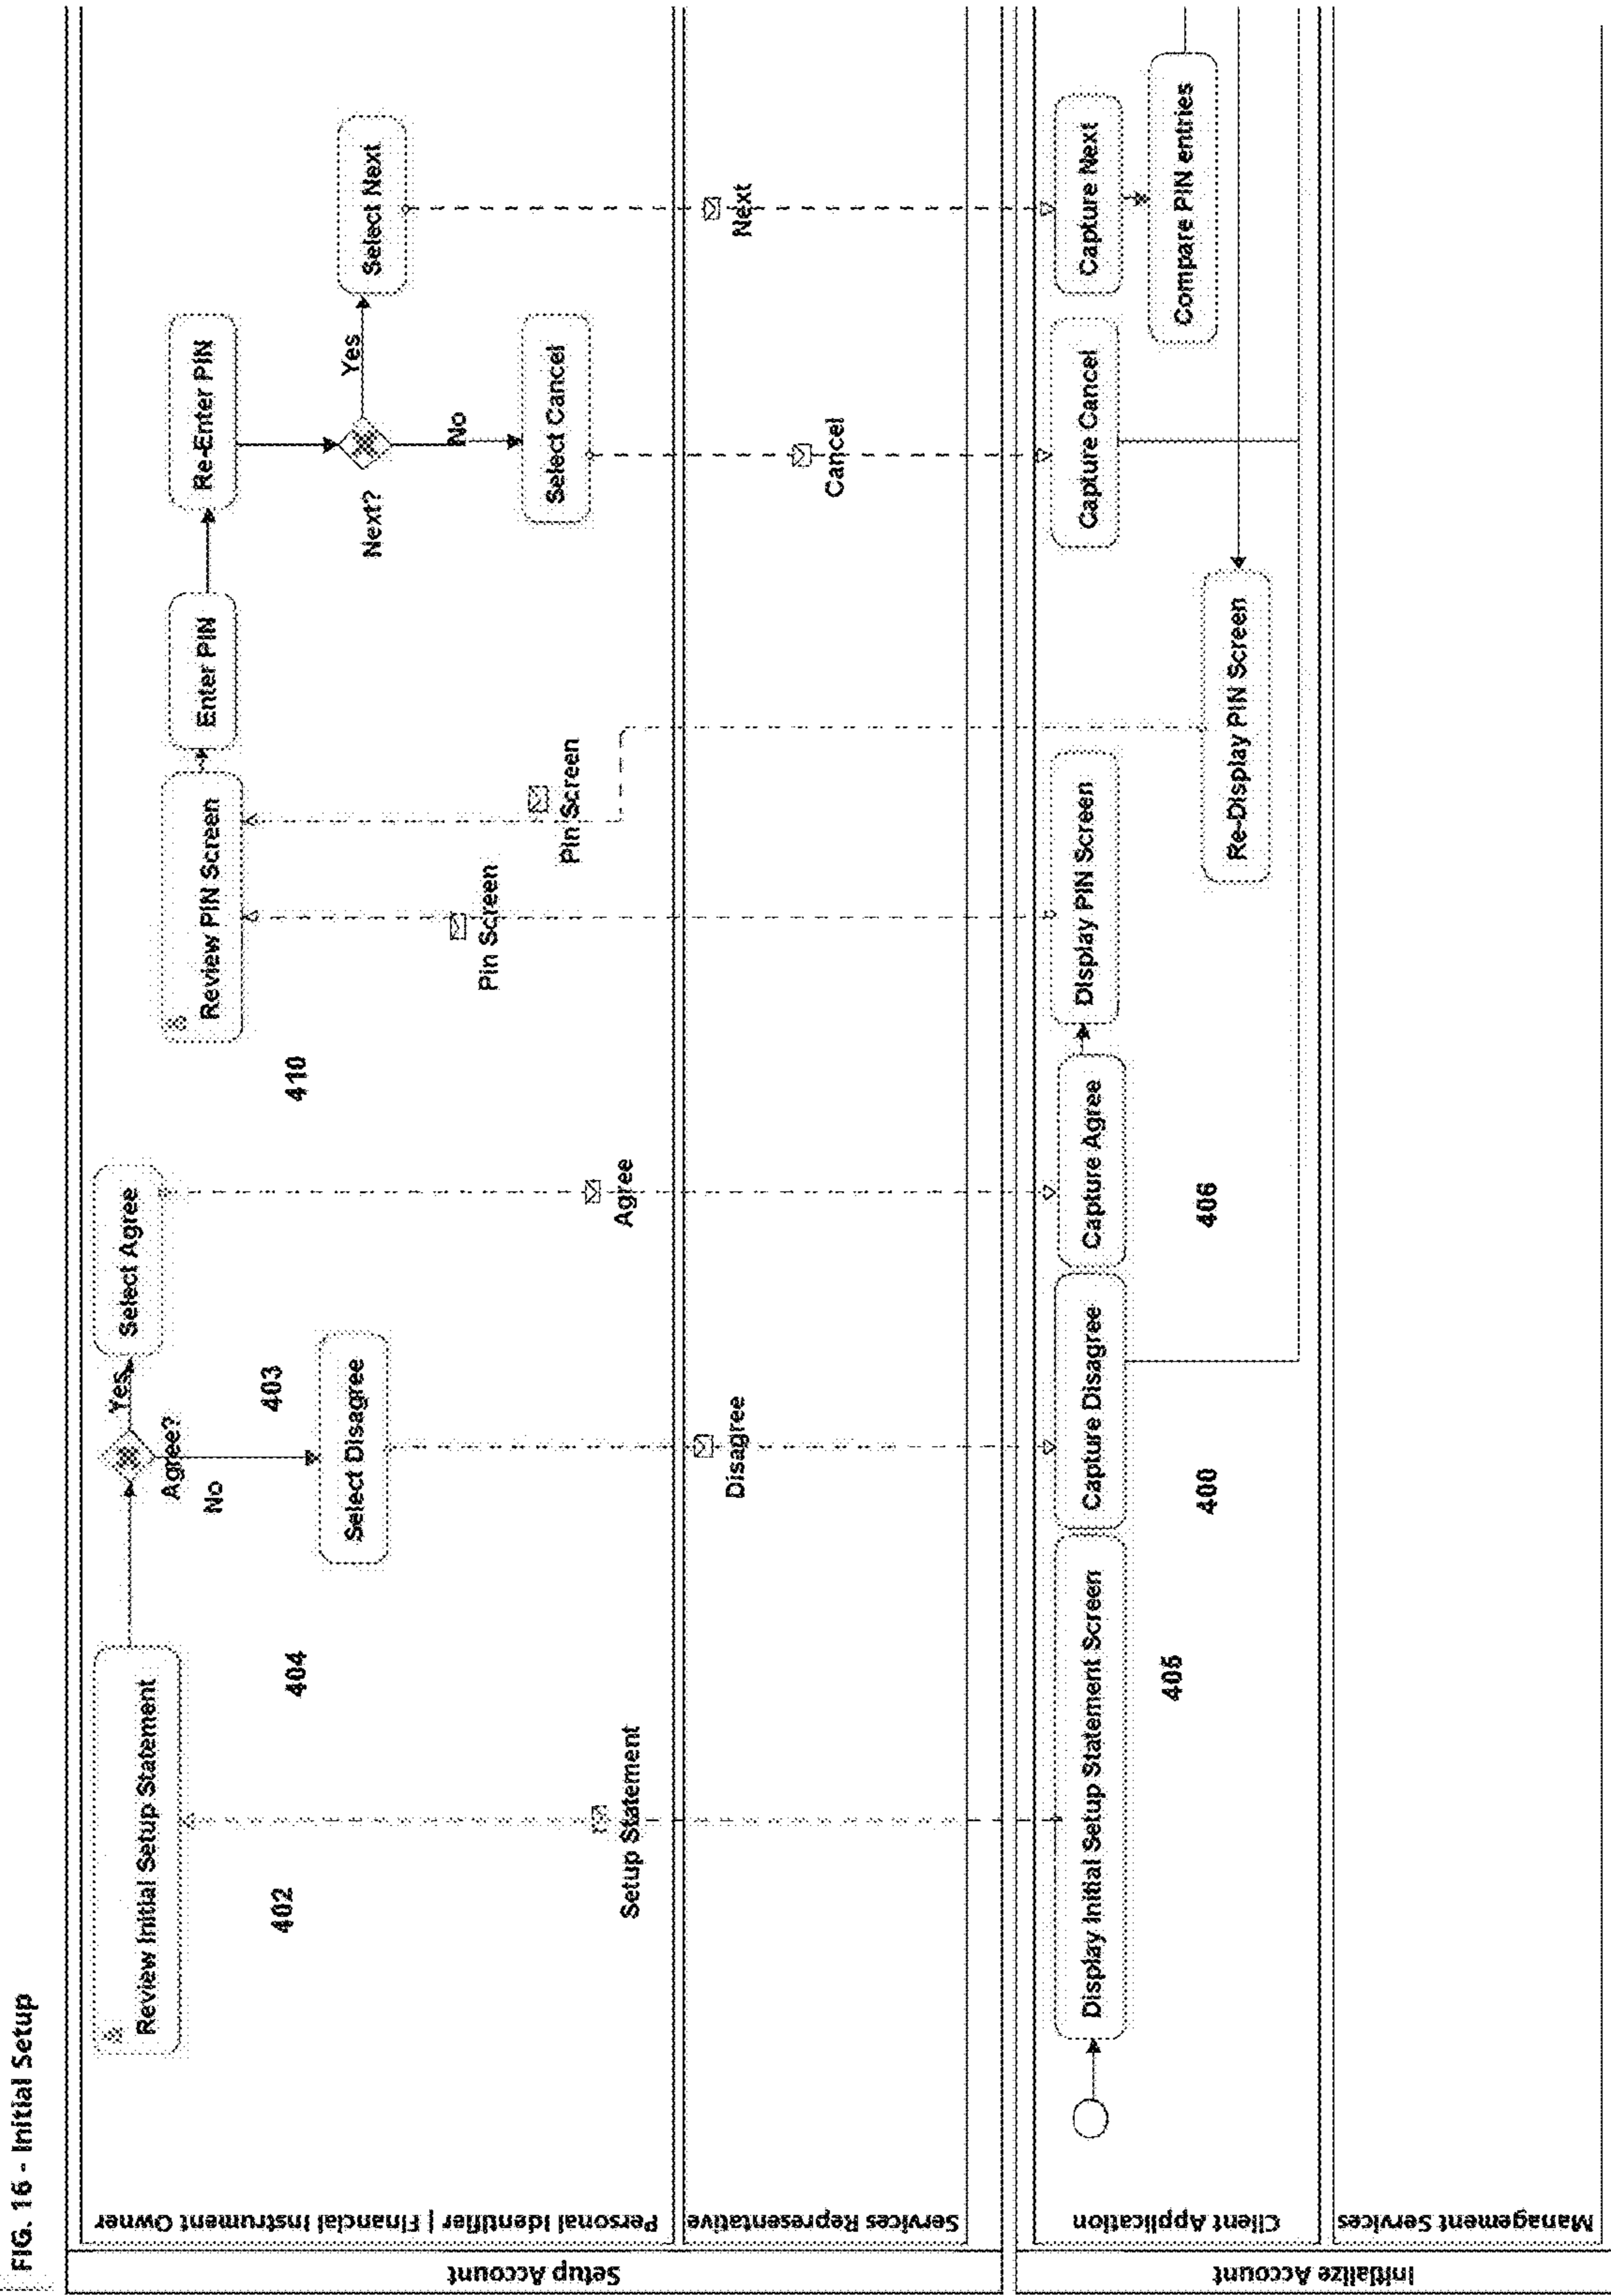 FIG. 16 - Initial Setup
Setup Account
Personal Identifier | Financial Instrument Owner
Review Initial Setup Statement
402
404
Agree?
Yes
No
Select Agree
403
Select Disagree
410
Review PIN Screen
Enter PIN
Re-Enter PIN
Next?
Yes
No
Select Next
Select Cancel
Setup Statement
Agree
Pin Screen
Pin Screen
Services Representative
Disagree
Cancel
Next
Initialize Account
Client Application
Display Initial Setup Statement Screen
405
Capture Disagree
400
Capture Agree
406
Display PIN Screen
Re-Display PIN Screen
Capture Cancel
Capture Next
Compare PIN entries
Management Services